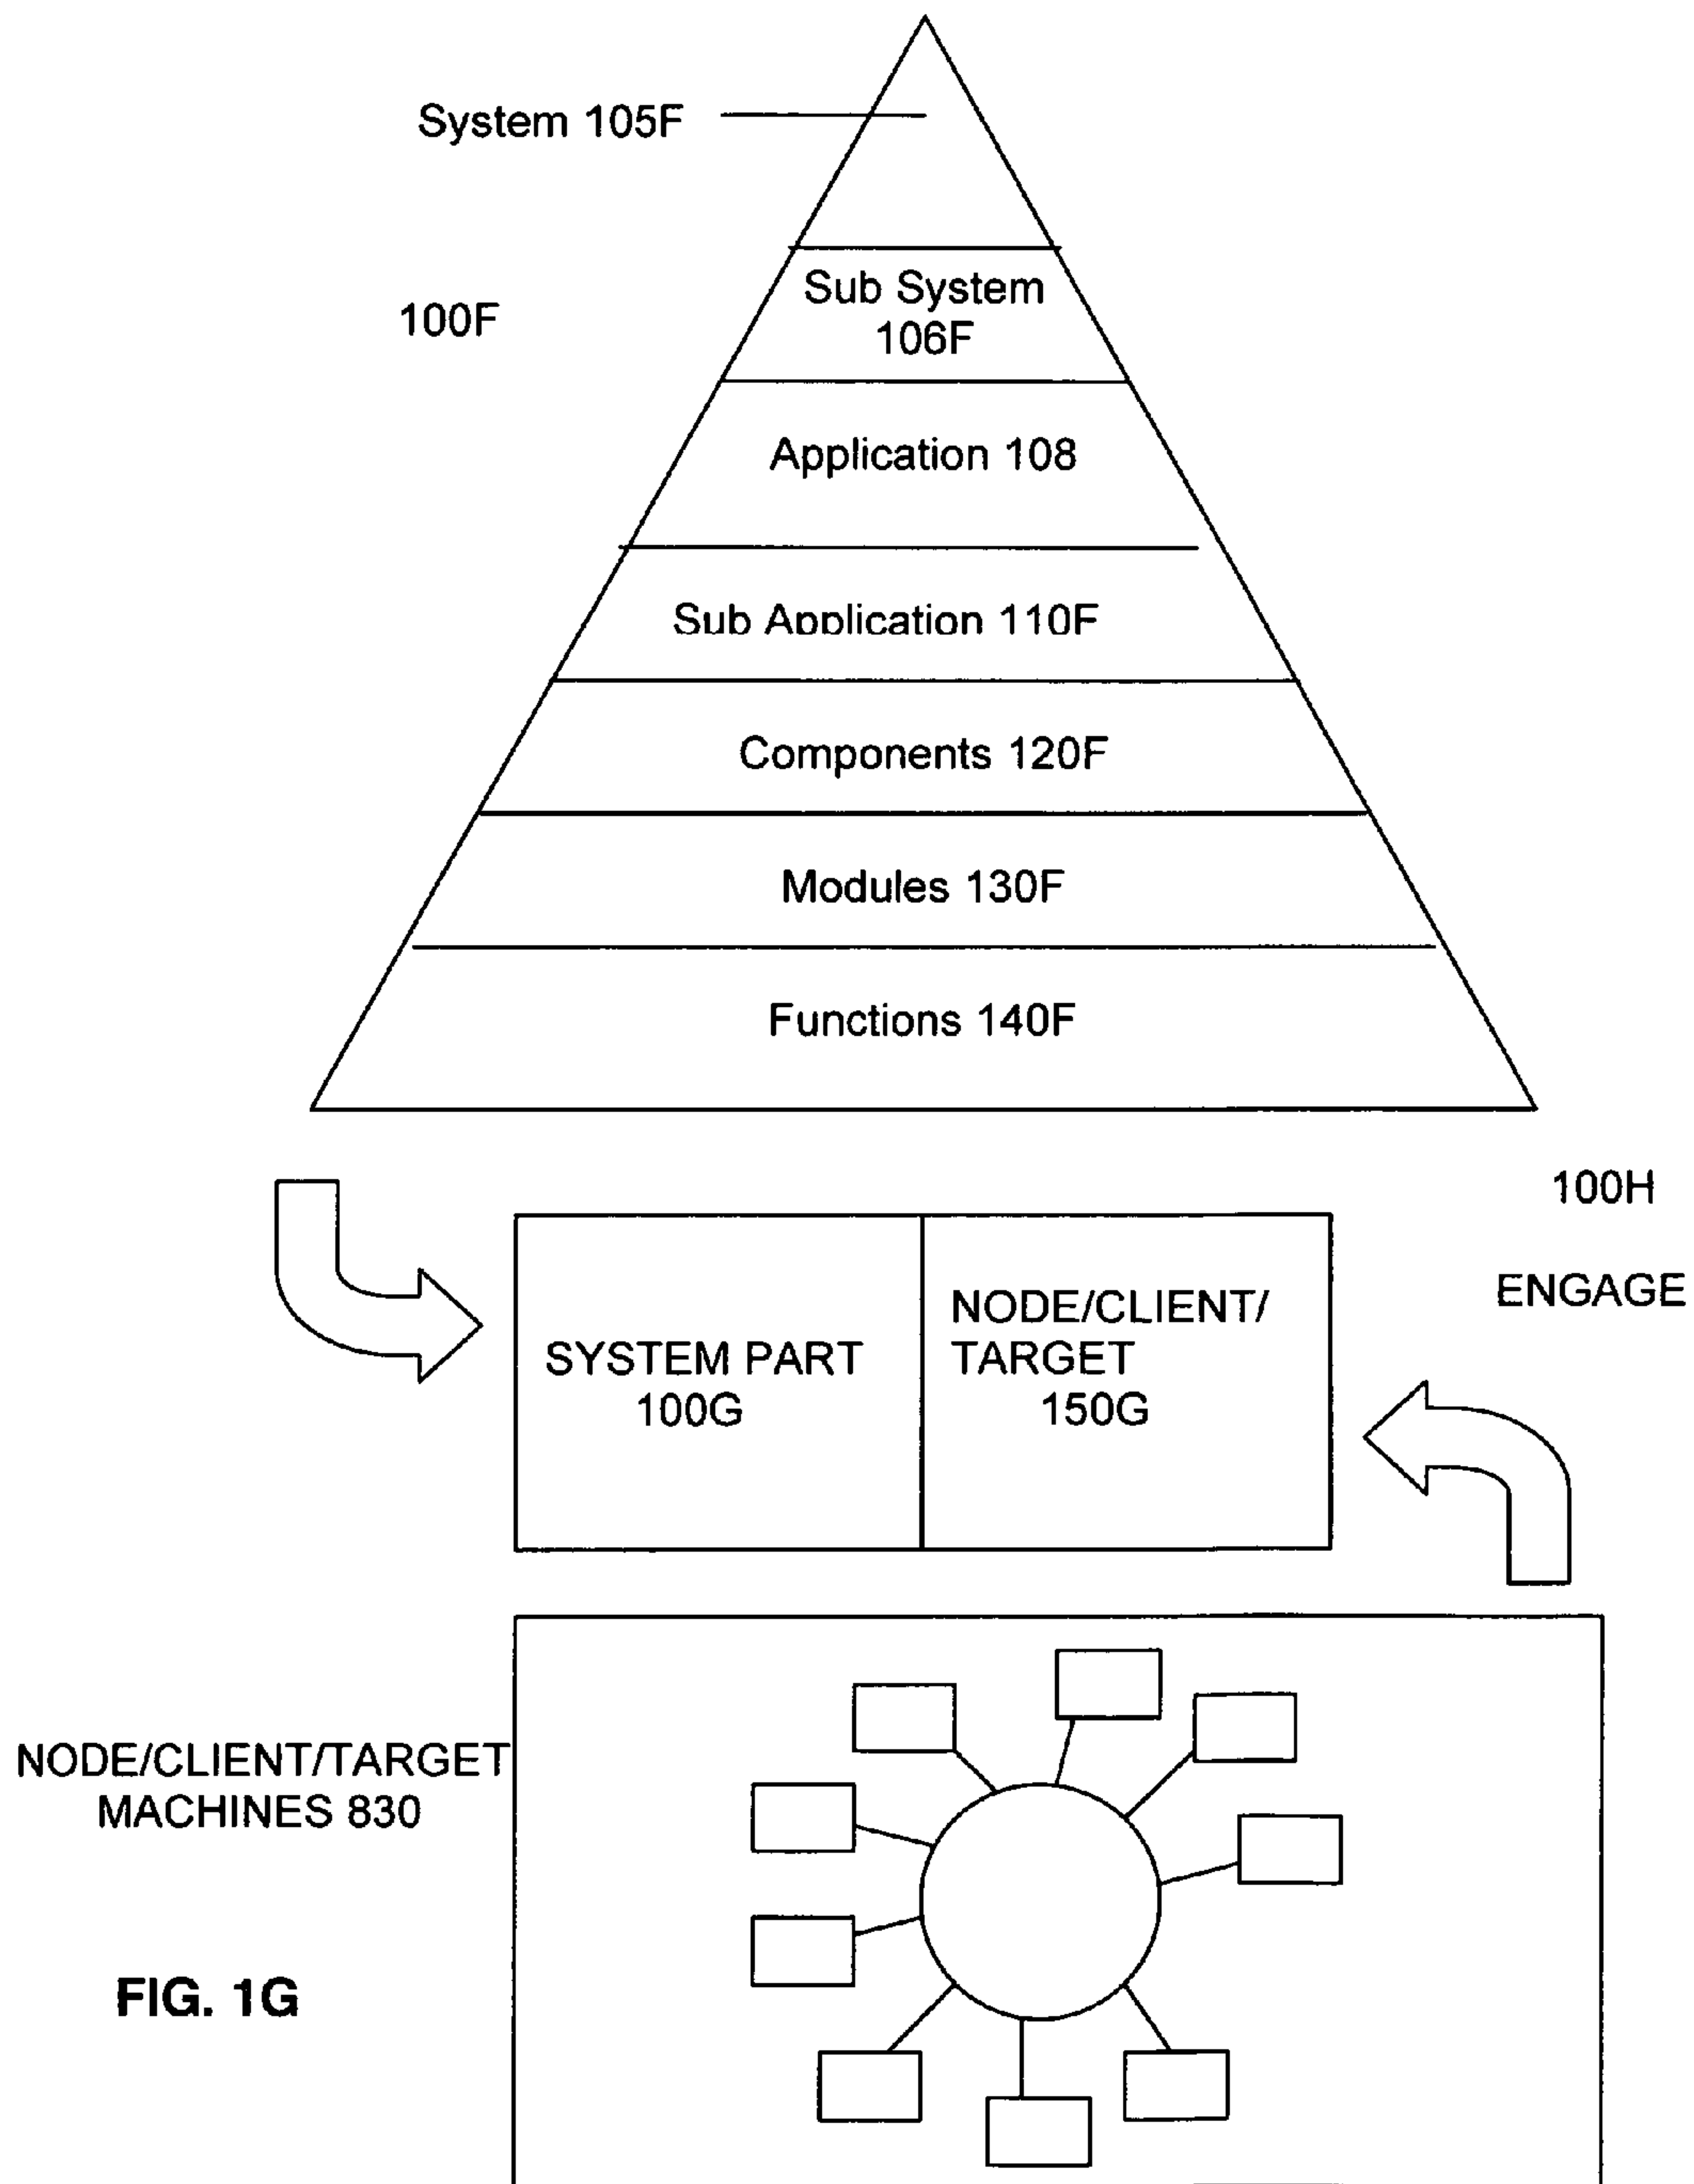 System 105F
100F
Sub System
106F
Application 108
Sub Application 110F
Components 120F
Modules 130F
Functions 140F
100H
ENGAGE
SYSTEM PART
100G
NODE/CLIENT/
TARGET
150G
NODE/CLIENT/TARGET
MACHINES 830
FIG. 1G